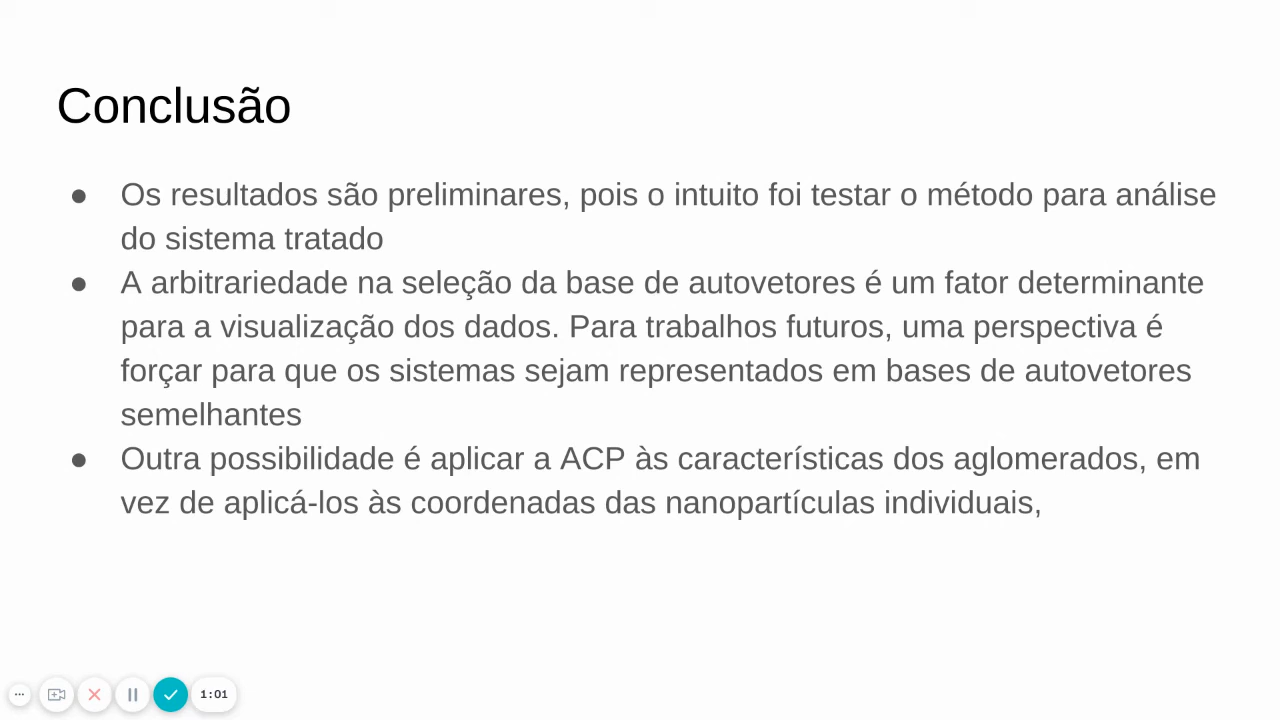 Conclusão
● Os resultados são preliminares, pois o intuito foi testar o método para análise
do sistema tratado
● A arbitrariedade na seleção da base de autovetores é um fator determinante
para a visualização dos dados. Para trabalhos futuros, uma perspectiva é
forçar para que os sistemas sejam representados em bases de autovetores
semelhantes
● Outra possibilidade é aplicar a ACP às características dos aglomerados, em
vez de aplicá-los às coordenadas das nanopartículas individuais,
1:01